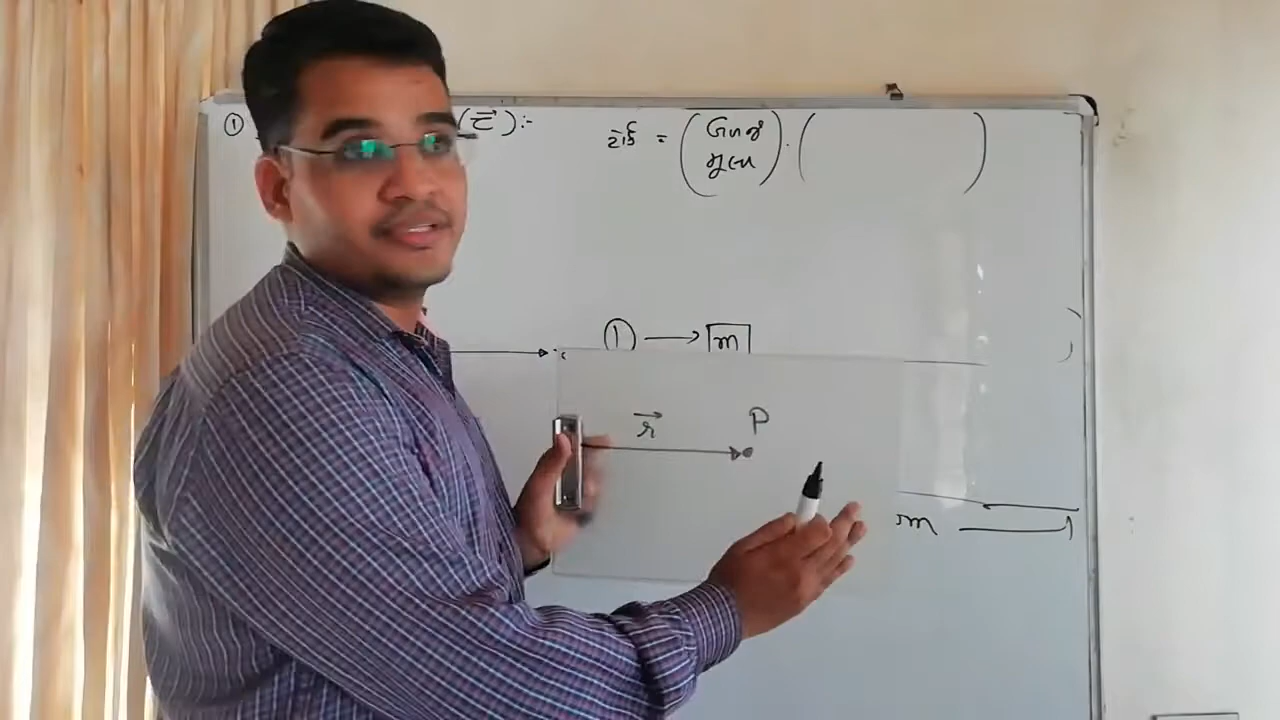 ① (τ⃗):-
ટોર્ક = (બળનું) · ( )
મૂલ્ય
① → m
r⃗ P
m